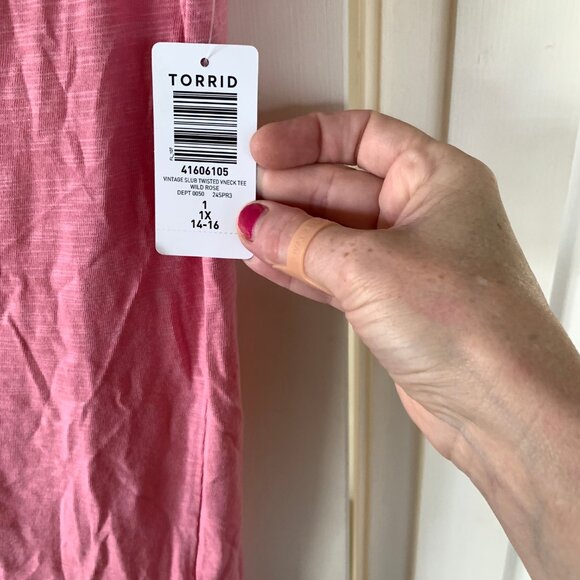 TORRID
41606105
VINTAGE SLUB TWISTED VNECK TEE
WILD ROSE
DEPT 0050 24SPR3
1
1X
14-16